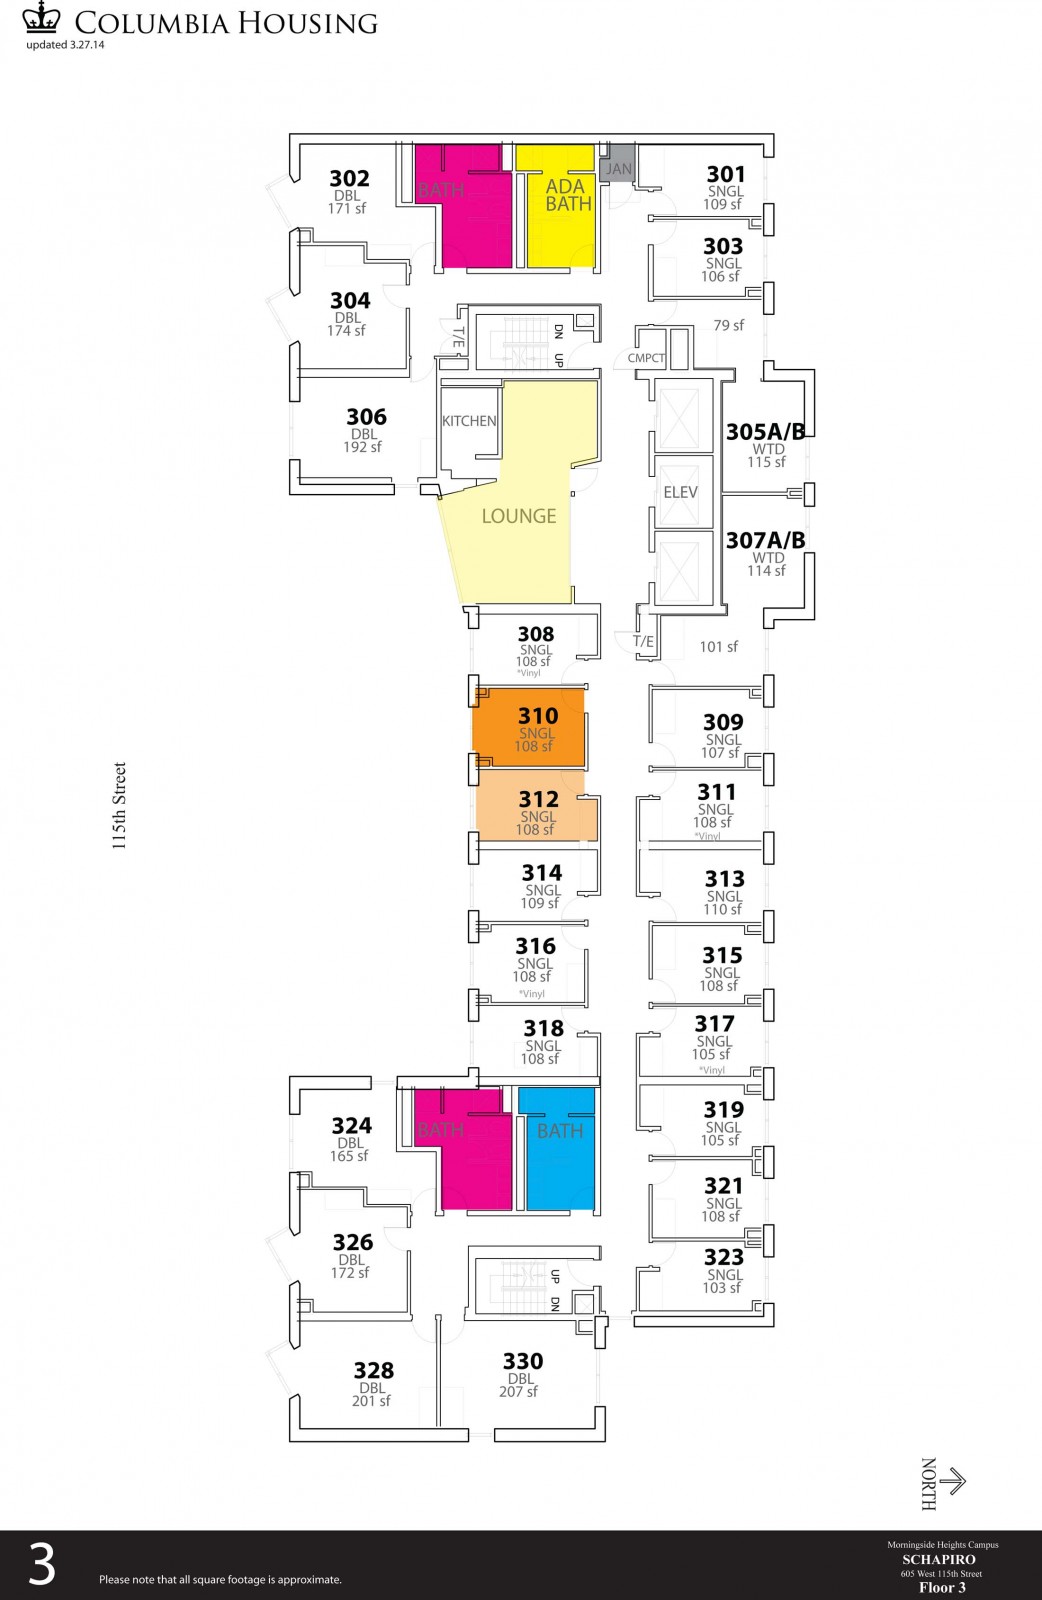 COLUMBIA HOUSING
updated 3.27.14
302
DBL
171 sf
BATH
ADA
BATH
JAN
301
SNGL
109 sf
303
SNGL
106 sf
304
DBL
174 sf
T/E
DN
UP
79 sf
CMPCT
306
DBL
192 sf
KITCHEN
305A/B
WTD
115 sf
ELEV
LOUNGE
307A/B
WTD
114 sf
308
SNGL
108 sf
*Vinyl
T/E
101 sf
310
SNGL
108 sf
309
SNGL
107 sf
312
SNGL
108 sf
311
SNGL
108 sf
*Vinyl
115th Street
314
SNGL
109 sf
313
SNGL
110 sf
316
SNGL
108 sf
*Vinyl
315
SNGL
108 sf
318
SNGL
108 sf
317
SNGL
105 sf
*Vinyl
324
DBL
165 sf
BATH
BATH
319
SNGL
105 sf
321
SNGL
108 sf
326
DBL
172 sf
UP
DN
323
SNGL
103 sf
328
DBL
201 sf
330
DBL
207 sf
NORTH
3
Please note that all square footage is approximate.
Morningside Heights Campus
SCHAPIRO
605 West 115th Street
Floor 3